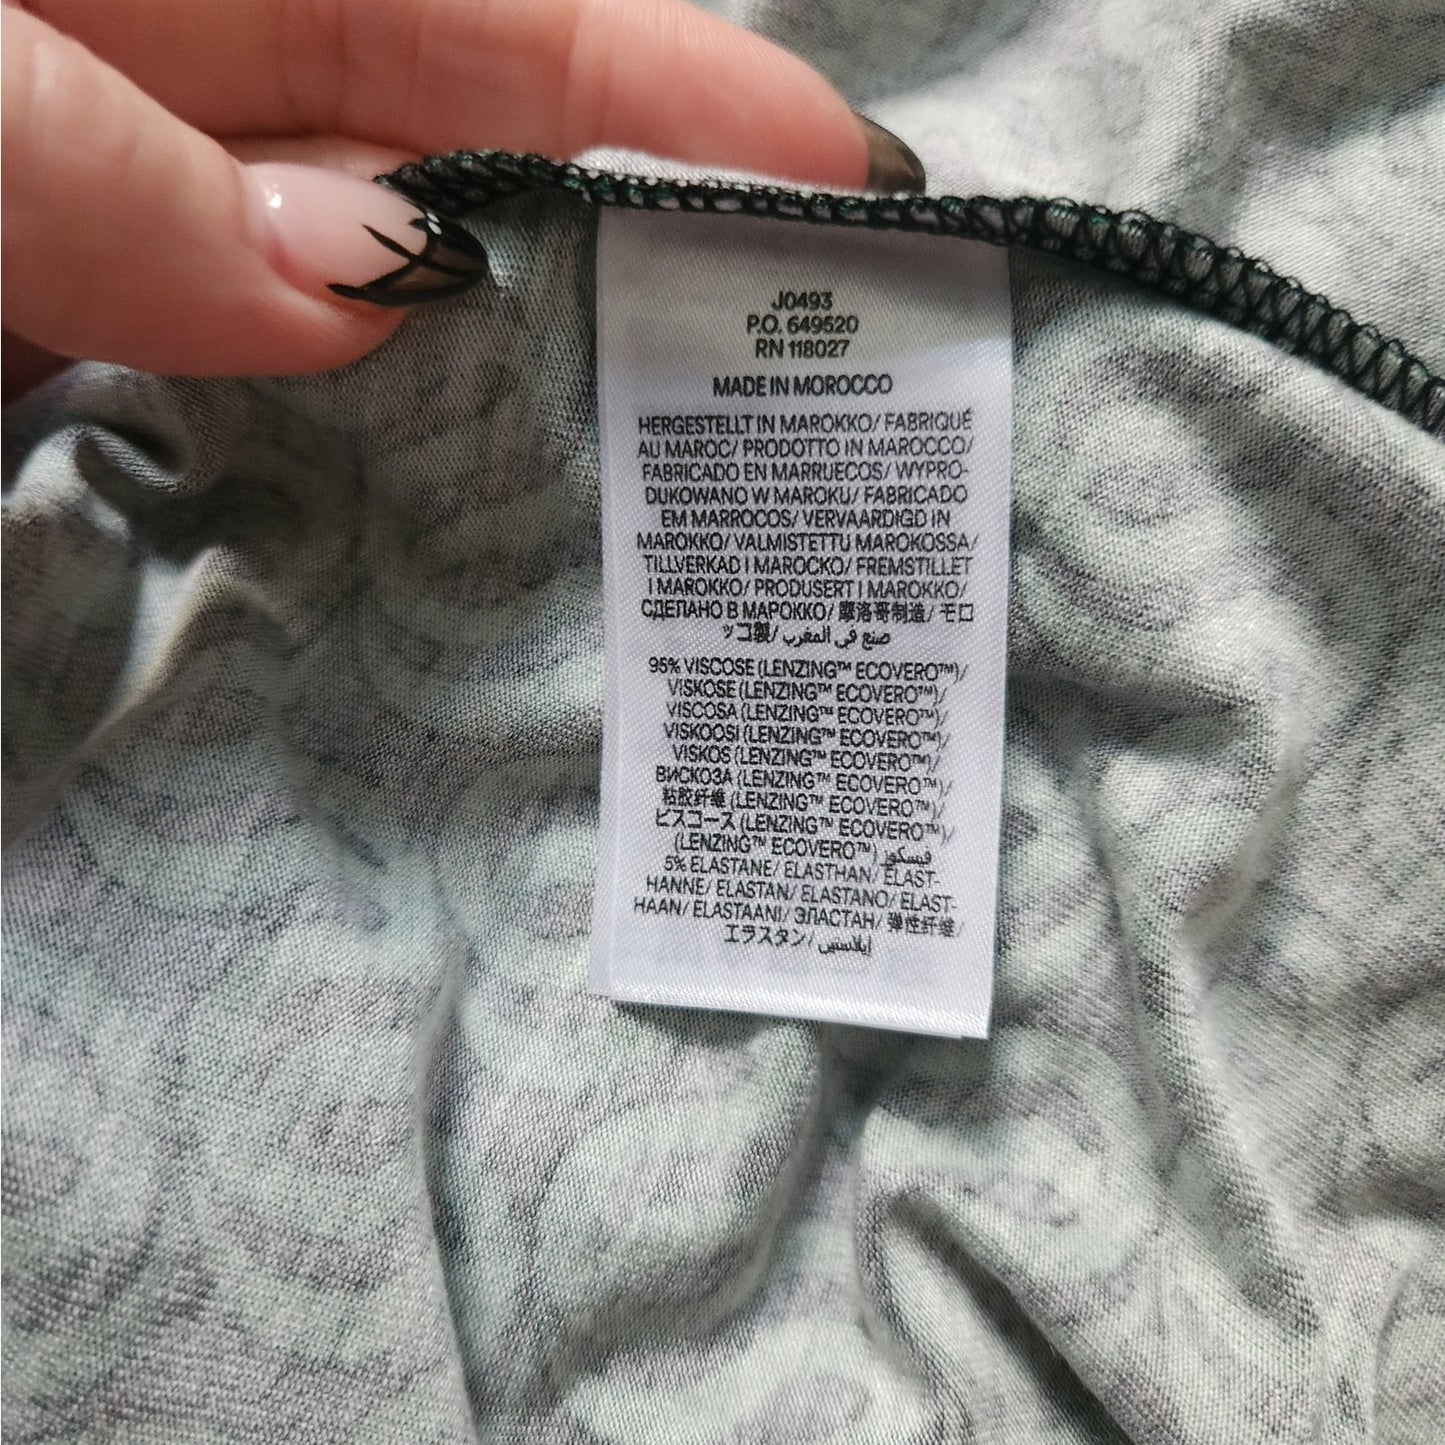 J0493
P.O. 649520
RN 118027
MADE IN MOROCCO
HERGESTELLT IN MAROKKO/ FABRIQUÉ
AU MAROC/ PRODOTTO IN MAROCCO/
FABRICADO EN MARRUECOS/ WYPRO-
DUKOWANO W MAROKU/ FABRICADO
EM MARROCOS/ VERVAARDIGD IN
MAROKKO/ VALMISTETTU MAROKOSSA/
TILLVERKAD I MAROCKO/ FREMSTILLET
I MAROKKO/ PRODUSERT I MAROKKO/
СДЕЛАНО В МАРОККО/ 摩洛哥制造/ モロ
ッコ製/ صنع في المغرب
95% VISCOSE (LENZING™ ECOVERO™)/
VISKOSE (LENZING™ ECOVERO™)/
VISCOSA (LENZING™ ECOVERO™)/
VISKOOSI (LENZING™ ECOVERO™)/
VISKOS (LENZING™ ECOVERO™)/
ВИСКОЗА (LENZING™ ECOVERO™)/
粘胶纤维 (LENZING™ ECOVERO™)/
ビスコース (LENZING™ ECOVERO™)/
(LENZING™ ECOVERO™) فيسكوز
5% ELASTANE/ ELASTHAN/ ÉLAST-
HANNE/ ELASTAN/ ELASTANO/ ELAST-
HAAN/ ELASTAANI/ ЭЛАСТАН/ 弹性纤维/
エラスタン/ إيلاستين